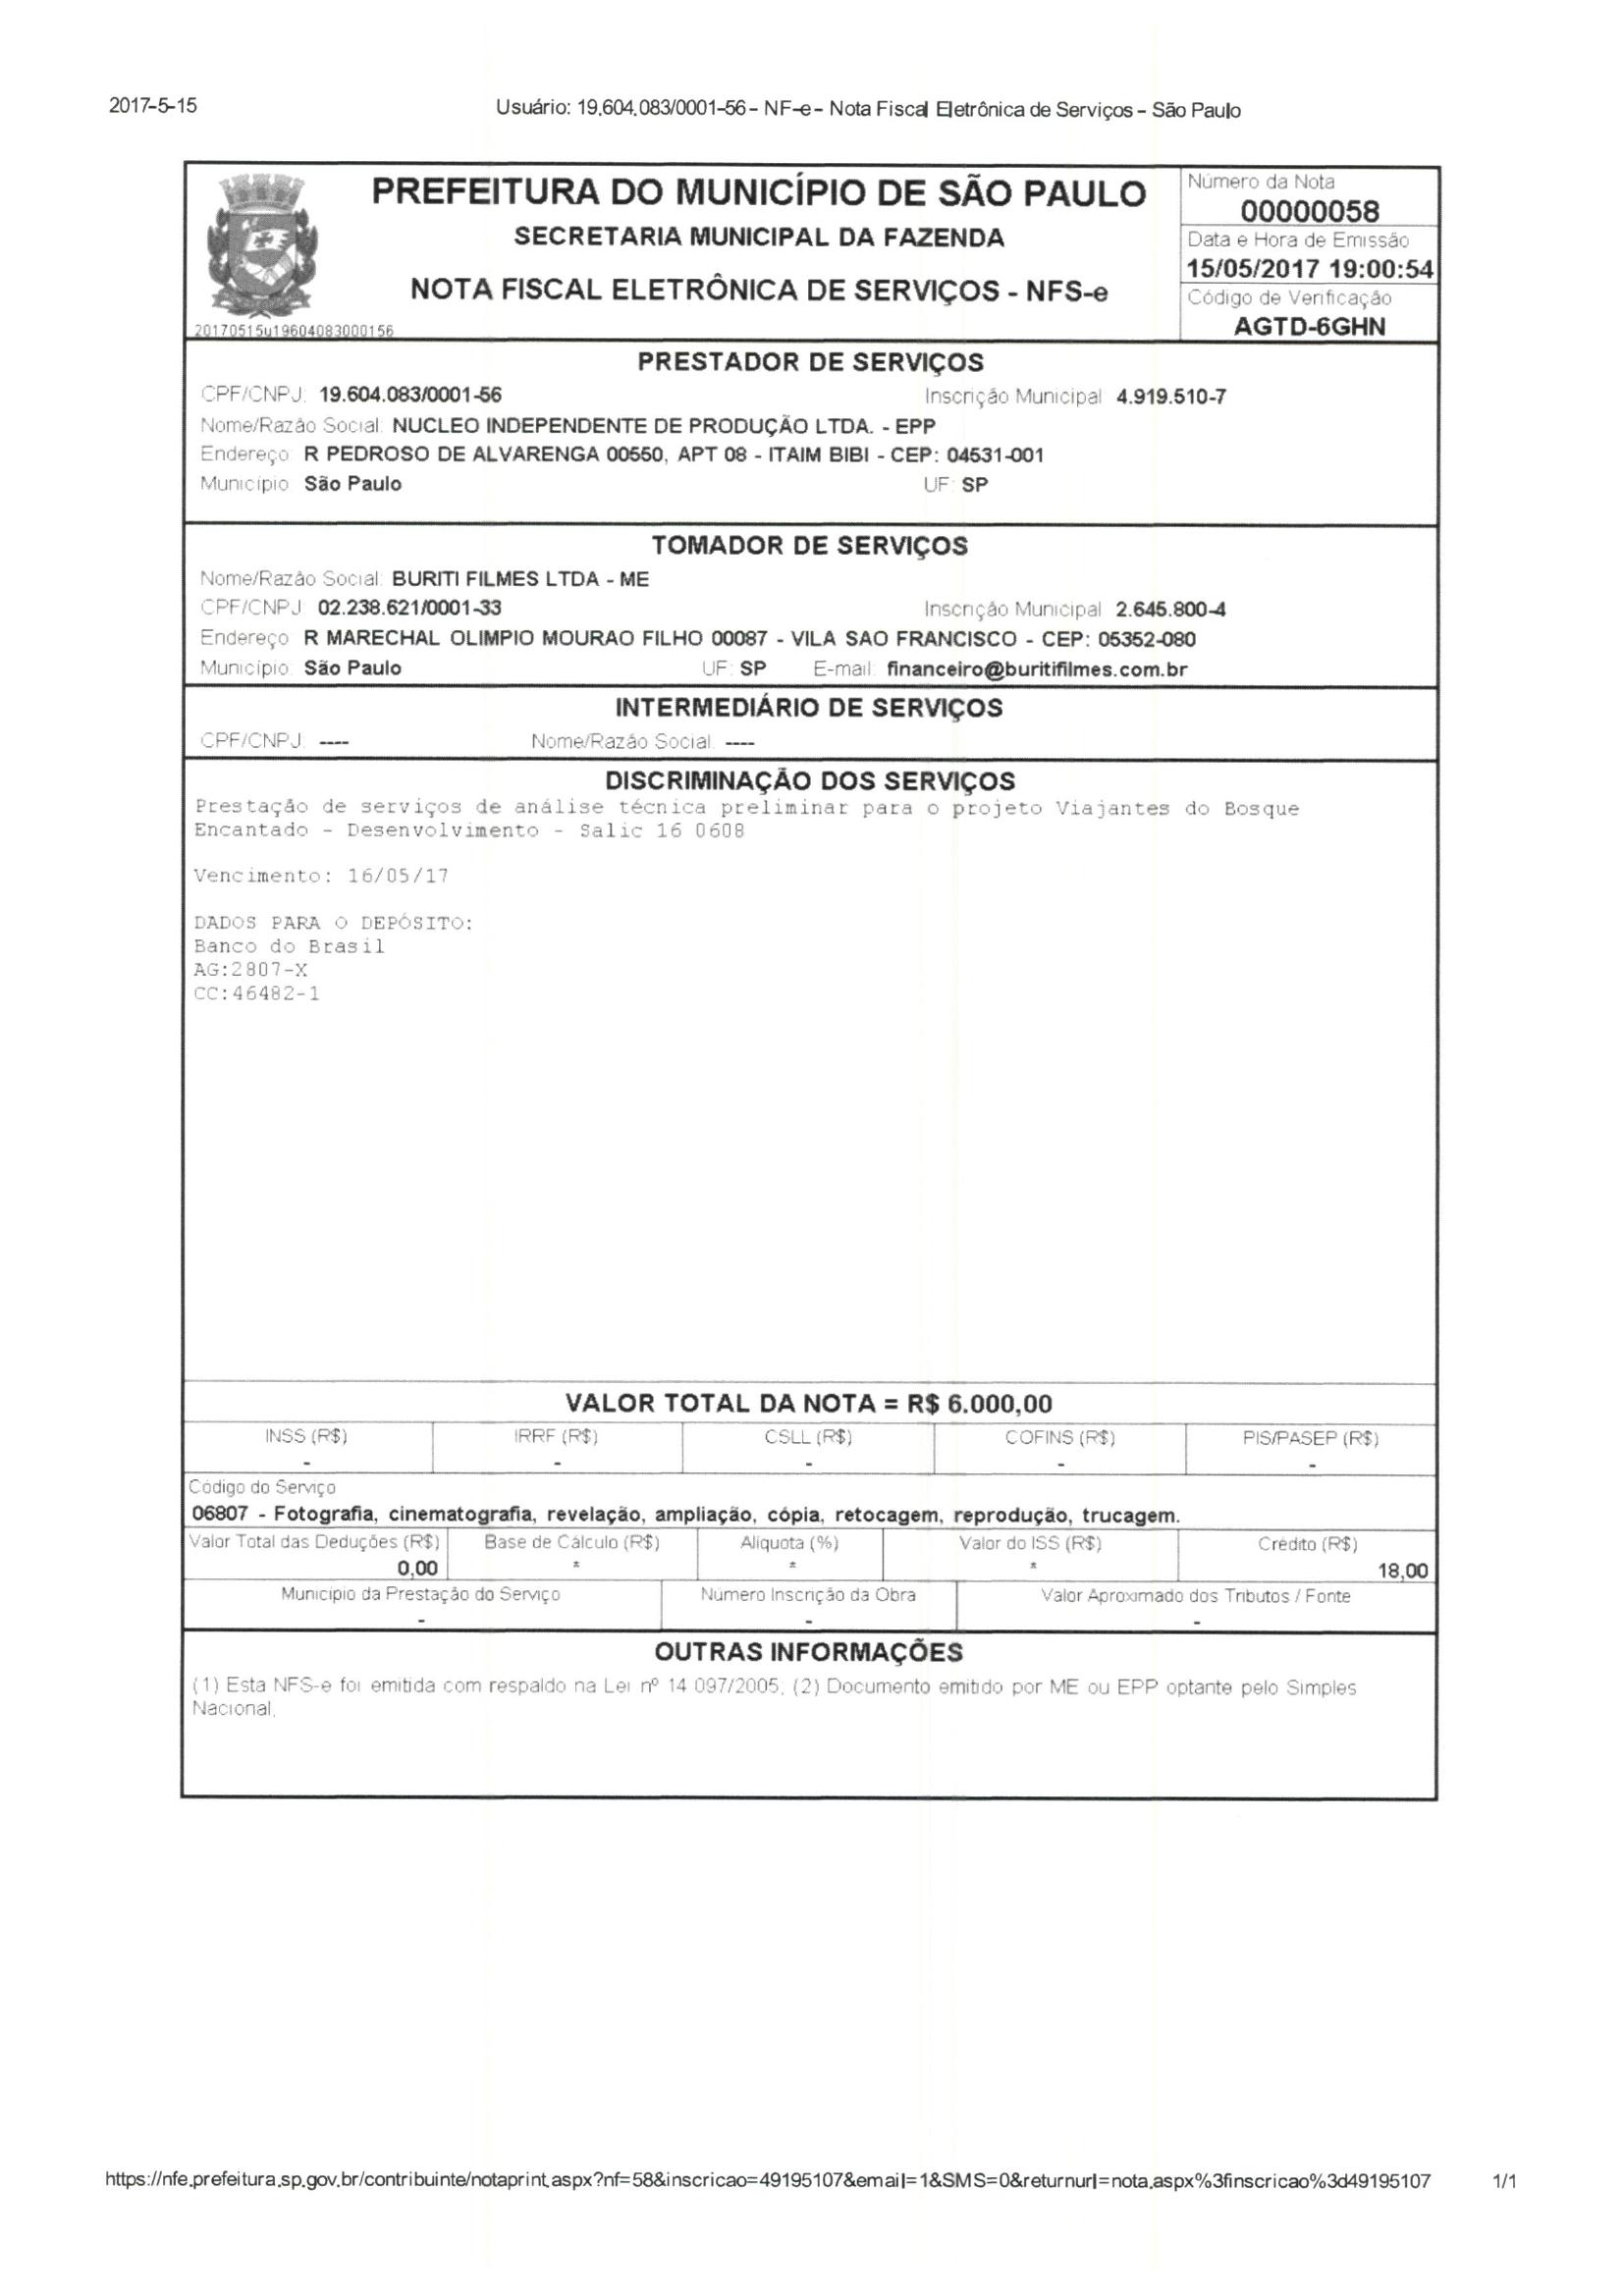 2017-5-15
Usuário: 19.604.083/0001-56 - NF-e - Nota Fiscal Eletrônica de Serviços - São Paulo
PREFEITURA DO MUNICÍPIO DE SÃO PAULO
SECRETARIA MUNICIPAL DA FAZENDA
NOTA FISCAL ELETRÔNICA DE SERVIÇOS - NFS-e
20170515u19604083000156
Número da Nota
00000058
Data e Hora de Emissão
15/05/2017 19:00:54
Código de Verificação
AGTD-6GHN
PRESTADOR DE SERVIÇOS
CPF/CNPJ: 19.604.083/0001-56 Inscrição Municipal 4.919.510-7
Nome/Razão Social: NUCLEO INDEPENDENTE DE PRODUÇÃO LTDA. - EPP
Endereço R PEDROSO DE ALVARENGA 00550, APT 08 - ITAIM BIBI - CEP: 04531-001
Município São Paulo UF: SP
TOMADOR DE SERVIÇOS
Nome/Razão Social: BURITI FILMES LTDA - ME
CPF/CNPJ 02.238.621/0001-33 Inscrição Municipal 2.645.800-4
Endereço R MARECHAL OLIMPIO MOURAO FILHO 00087 - VILA SAO FRANCISCO - CEP: 05352-080
Município São Paulo UF: SP E-mail: financeiro@buritifilmes.com.br
INTERMEDIÁRIO DE SERVIÇOS
CPF/CNPJ: ---- Nome/Razão Social: ----
DISCRIMINAÇÃO DOS SERVIÇOS
Prestação de serviços de análise técnica preliminar para o projeto Viajantes do Bosque
Encantado - Desenvolvimento - Salic 16 0608
Vencimento: 16/05/17
DADOS PARA O DEPÓSITO:
Banco do Brasil
AG:2807-X
CC:46482-1
VALOR TOTAL DA NOTA = R$ 6.000,00
INSS (R$) IRRF (R$) CSLL (R$) COFINS (R$) PIS/PASEP (R$)
- - - - -
Código do Serviço
06807 - Fotografia, cinematografia, revelação, ampliação, cópia, retocagem, reprodução, trucagem.
Valor Total das Deduções (R$) Base de Cálculo (R$) Alíquota (%) Valor do ISS (R$) Crédito (R$)
0,00 * * * 18,00
Município da Prestação do Serviço Número Inscrição da Obra Valor Aproximado dos Tributos / Fonte
- - -
OUTRAS INFORMAÇÕES
(1) Esta NFS-e foi emitida com respaldo na Lei nº 14.097/2005; (2) Documento emitido por ME ou EPP optante pelo Simples
Nacional;
https://nfe.prefeitura.sp.gov.br/contribuinte/notaprint.aspx?nf=58&inscricao=49195107&email=1&SMS=0&returnurl=nota.aspx%3finscricao%3d49195107 1/1